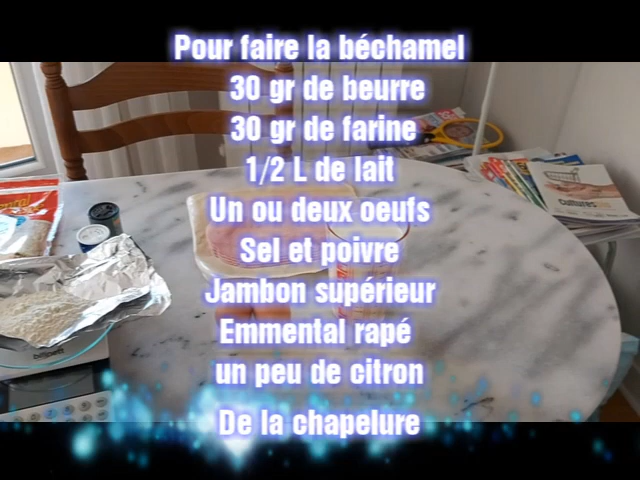 Pour faire la béchamel
30 gr de beurre
30 gr de farine
1/2 L de lait
Un ou deux oeufs
Sel et poivre
Jambon supérieur
Emmental rapé
un peu de citron
De la chapelure
Cultures